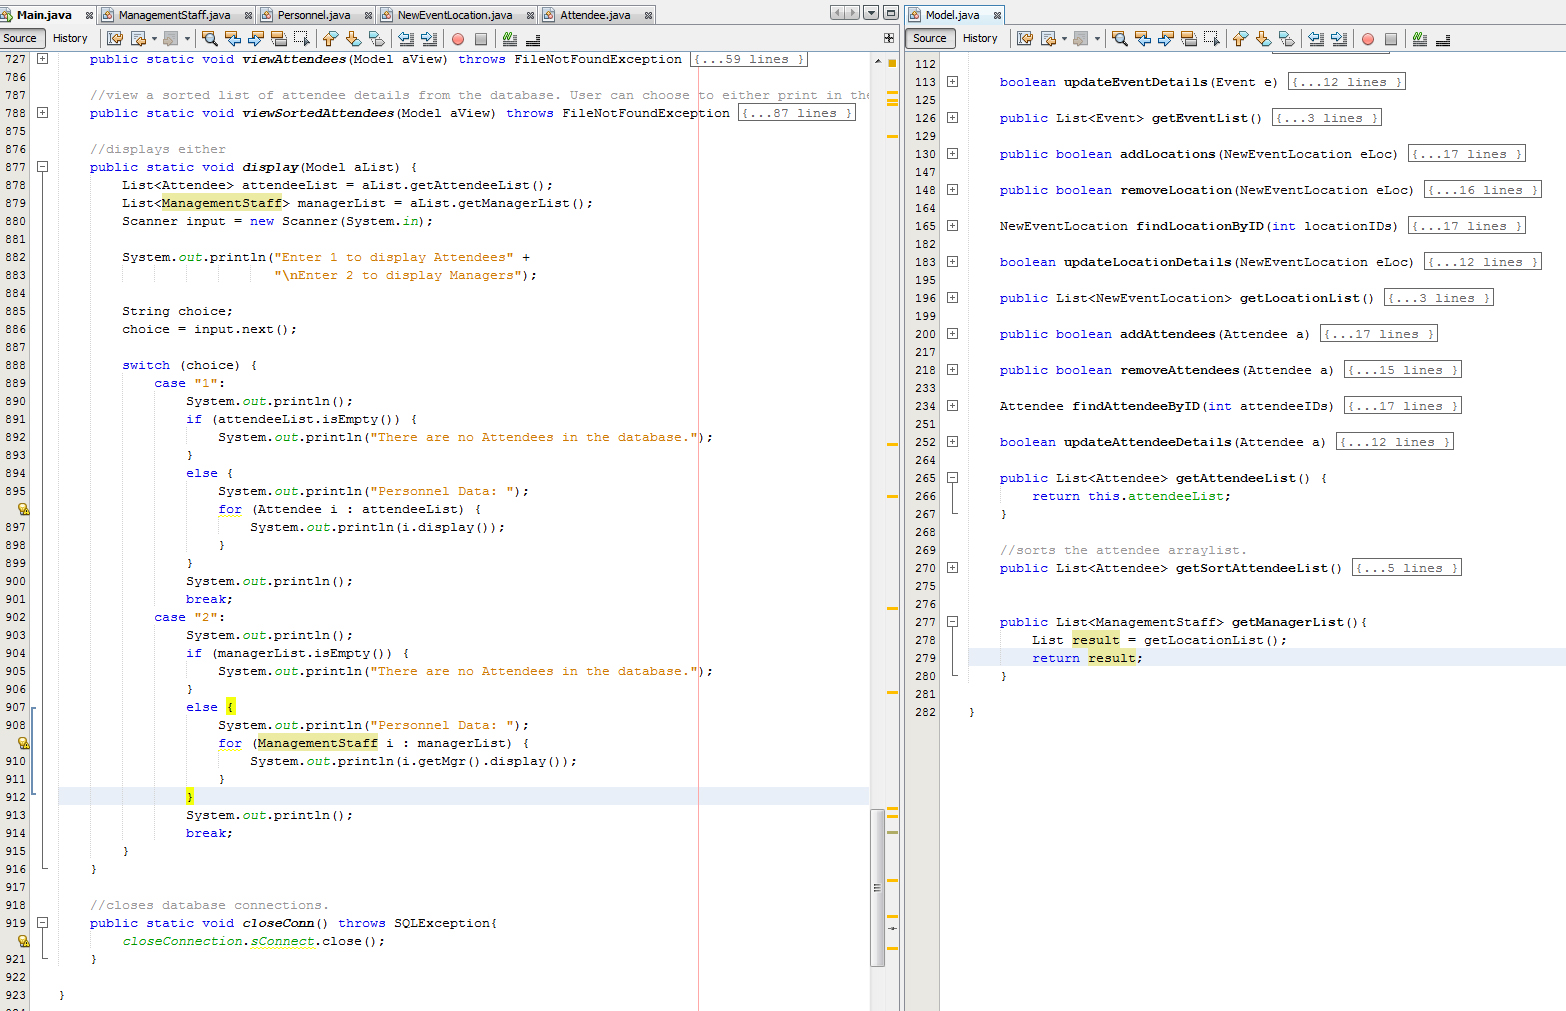 Main.java ManagementStaff.java Personnel.java NewEventLocation.java Attendee.java
Source History
727 public static void viewAttendees(Model aView) throws FileNotFoundException {...59 lines }
786
787 //view a sorted list of attendee details from the database. User can choose to either print in the
788 public static void viewSortedAttendees(Model aView) throws FileNotFoundException {...87 lines }
875
876 //displays either
877 public static void display(Model aList) {
878 List<Attendee> attendeeList = aList.getAttendeeList();
879 List<ManagementStaff> managerList = aList.getManagerList();
880 Scanner input = new Scanner(System.in);
881
882 System.out.println("Enter 1 to display Attendees" +
883 "\nEnter 2 to display Managers");
884
885 String choice;
886 choice = input.next();
887
888 switch (choice) {
889 case "1":
890 System.out.println();
891 if (attendeeList.isEmpty()) {
892 System.out.println("There are no Attendees in the database.");
893 }
894 else {
895 System.out.println("Personnel Data: ");
for (Attendee i : attendeeList) {
897 System.out.println(i.display());
898 }
899 }
900 System.out.println();
901 break;
902 case "2":
903 System.out.println();
904 if (managerList.isEmpty()) {
905 System.out.println("There are no Attendees in the database.");
906 }
907 else {
908 System.out.println("Personnel Data: ");
for (ManagementStaff i : managerList) {
910 System.out.println(i.getMgr().display());
911 }
912 }
913 System.out.println();
914 break;
915 }
916 }
917
918 //closes database connections.
919 public static void closeConn() throws SQLException{
closeConnection.sConnect.close();
921 }
922
923 }
Model.java
Source History
112
113 boolean updateEventDetails(Event e) {...12 lines }
125
126 public List<Event> getEventList() {...3 lines }
129
130 public boolean addLocations(NewEventLocation eLoc) {...17 lines }
147
148 public boolean removeLocation(NewEventLocation eLoc) {...16 lines }
164
165 NewEventLocation findLocationByID(int locationIDs) {...17 lines }
182
183 boolean updateLocationDetails(NewEventLocation eLoc) {...12 lines }
195
196 public List<NewEventLocation> getLocationList() {...3 lines }
199
200 public boolean addAttendees(Attendee a) {...17 lines }
217
218 public boolean removeAttendees(Attendee a) {...15 lines }
233
234 Attendee findAttendeeByID(int attendeeIDs) {...17 lines }
251
252 boolean updateAttendeeDetails(Attendee a) {...12 lines }
264
265 public List<Attendee> getAttendeeList() {
266 return this.attendeeList;
267 }
268
269 //sorts the attendee arraylist.
270 public List<Attendee> getSortAttendeeList() {...5 lines }
275
276
277 public List<ManagementStaff> getManagerList(){
278 List result = getLocationList();
279 return result;
280 }
281
282 }